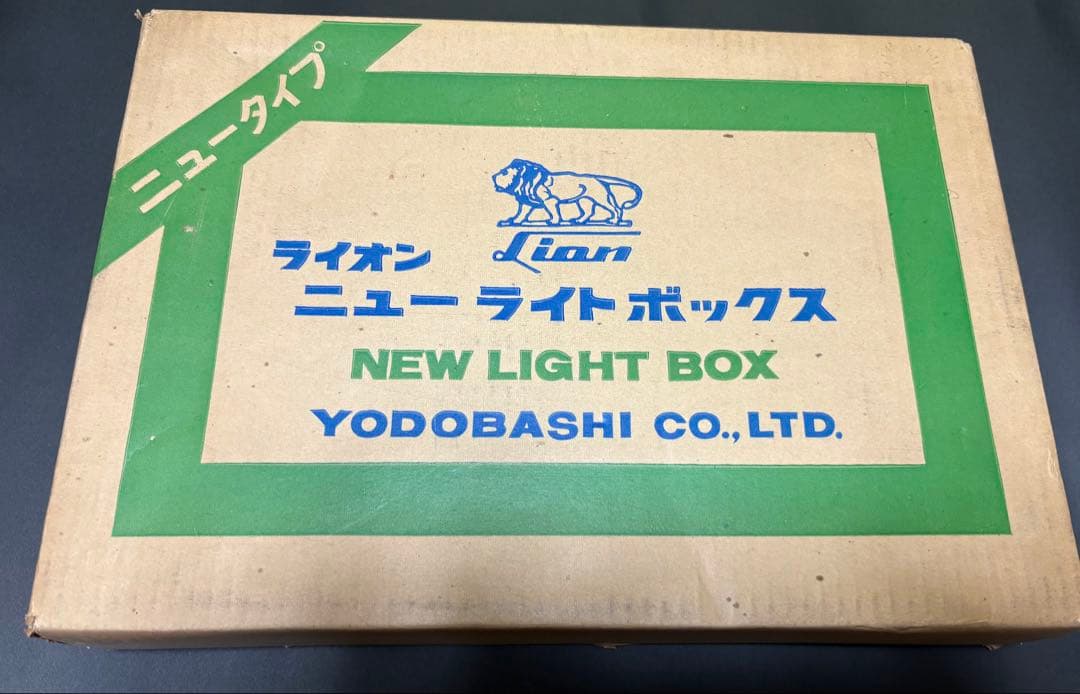 ニュータイプ
Lion
ライオン
ニューライトボックス
NEW LIGHT BOX
YODOBASHI CO., LTD.